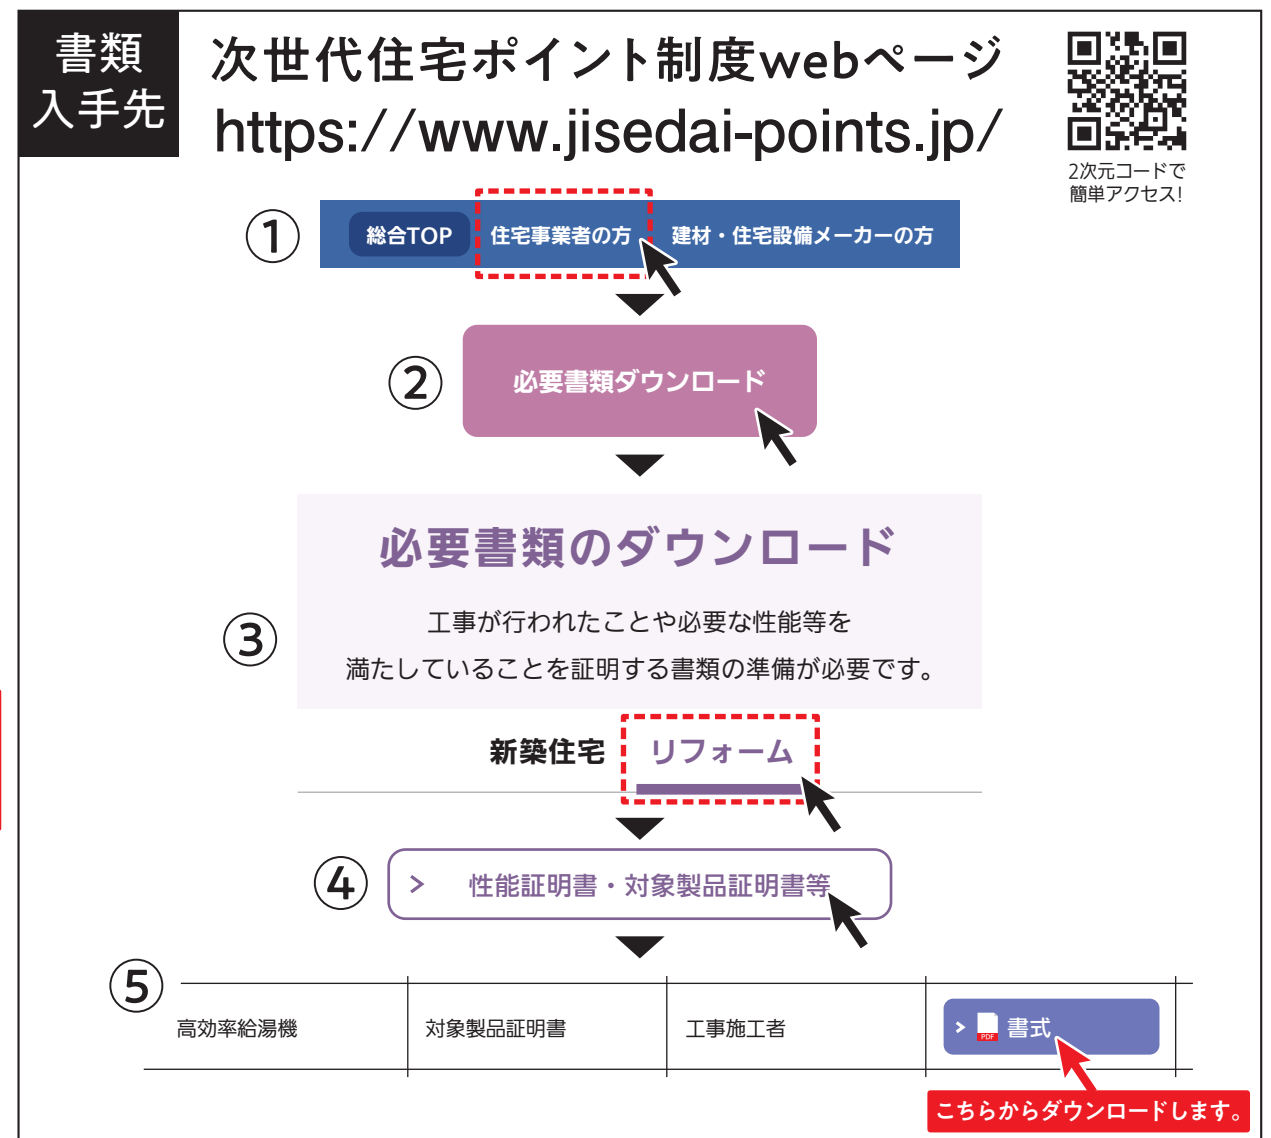 書類
入手先
次世代住宅ポイント制度webページ
https://www.jisedai-points.jp/
2次元コードで
簡単アクセス!
① 総合TOP 住宅事業者の方 建材・住宅設備メーカーの方
② 必要書類ダウンロード
必要書類のダウンロード
③ 工事が行われたことや必要な性能等を
満たしていることを証明する書類の準備が必要です。
新築住宅 リフォーム
④ > 性能証明書・対象製品証明書等
⑤ 高効率給湯機 対象製品証明書 工事施工者 > PDF 書式
こちらからダウンロードします。